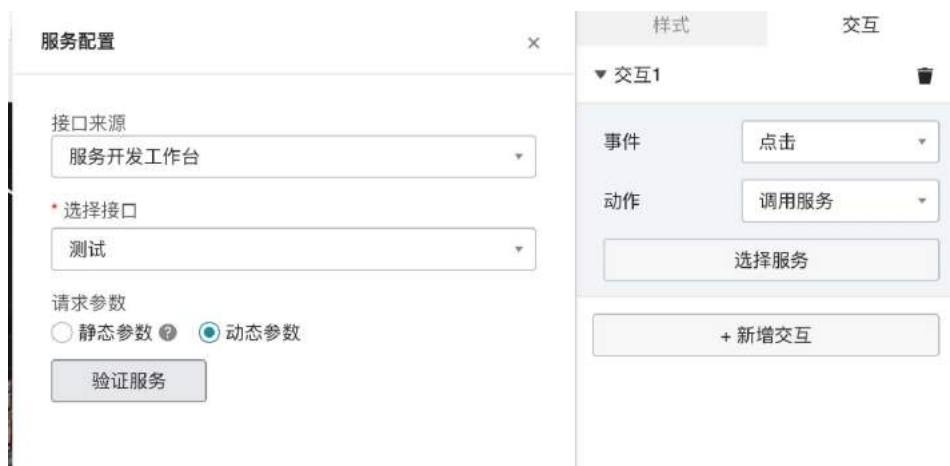 服务配置
×
接口来源
服务开发工作台
* 选择接口
测试
请求参数
静态参数 ? 动态参数
验证服务
样式 交互
▼ 交互1
事件 点击
动作 调用服务
选择服务
+ 新增交互